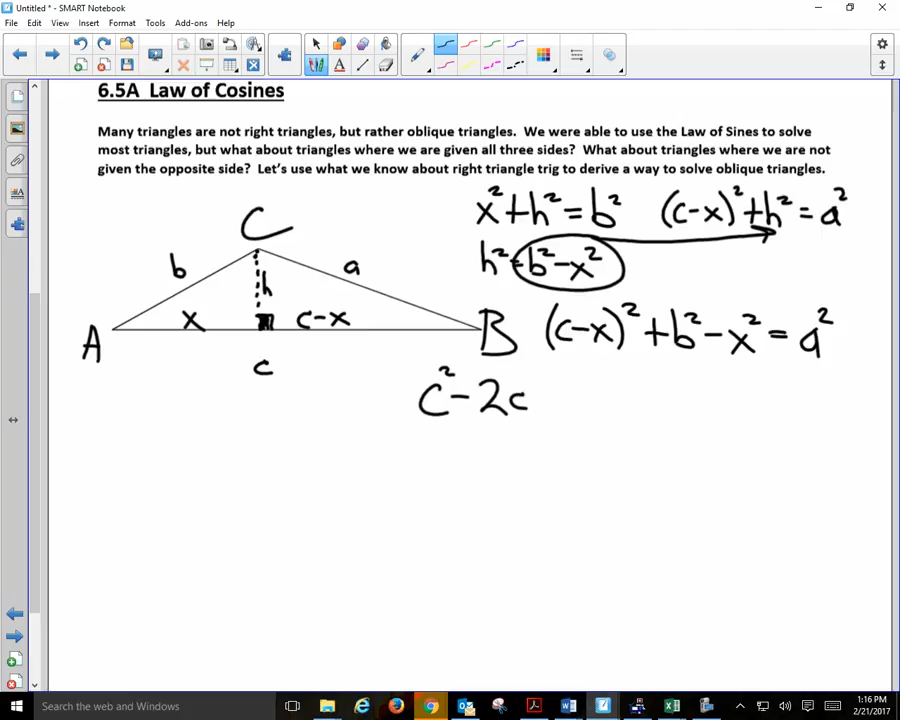 Untitled * - SMART Notebook
File Edit View Insert Format Tools Add-ons Help
6.5A Law of Cosines
Many triangles are not right triangles, but rather oblique triangles. We were able to use the Law of Sines to solve
most triangles, but what about triangles where we are given all three sides? What about triangles where we are not
given the opposite side? Let's use what we know about right triangle trig to derive a way to solve oblique triangles.
x² + h² = b² (c-x)² + h² = a²
C
h² = b² - x²
b a
h
x c-x
A B
(c-x)² + b² - x² = a²
c
c² - 2c
Search the web and Windows
1:16 PM
2/21/2017